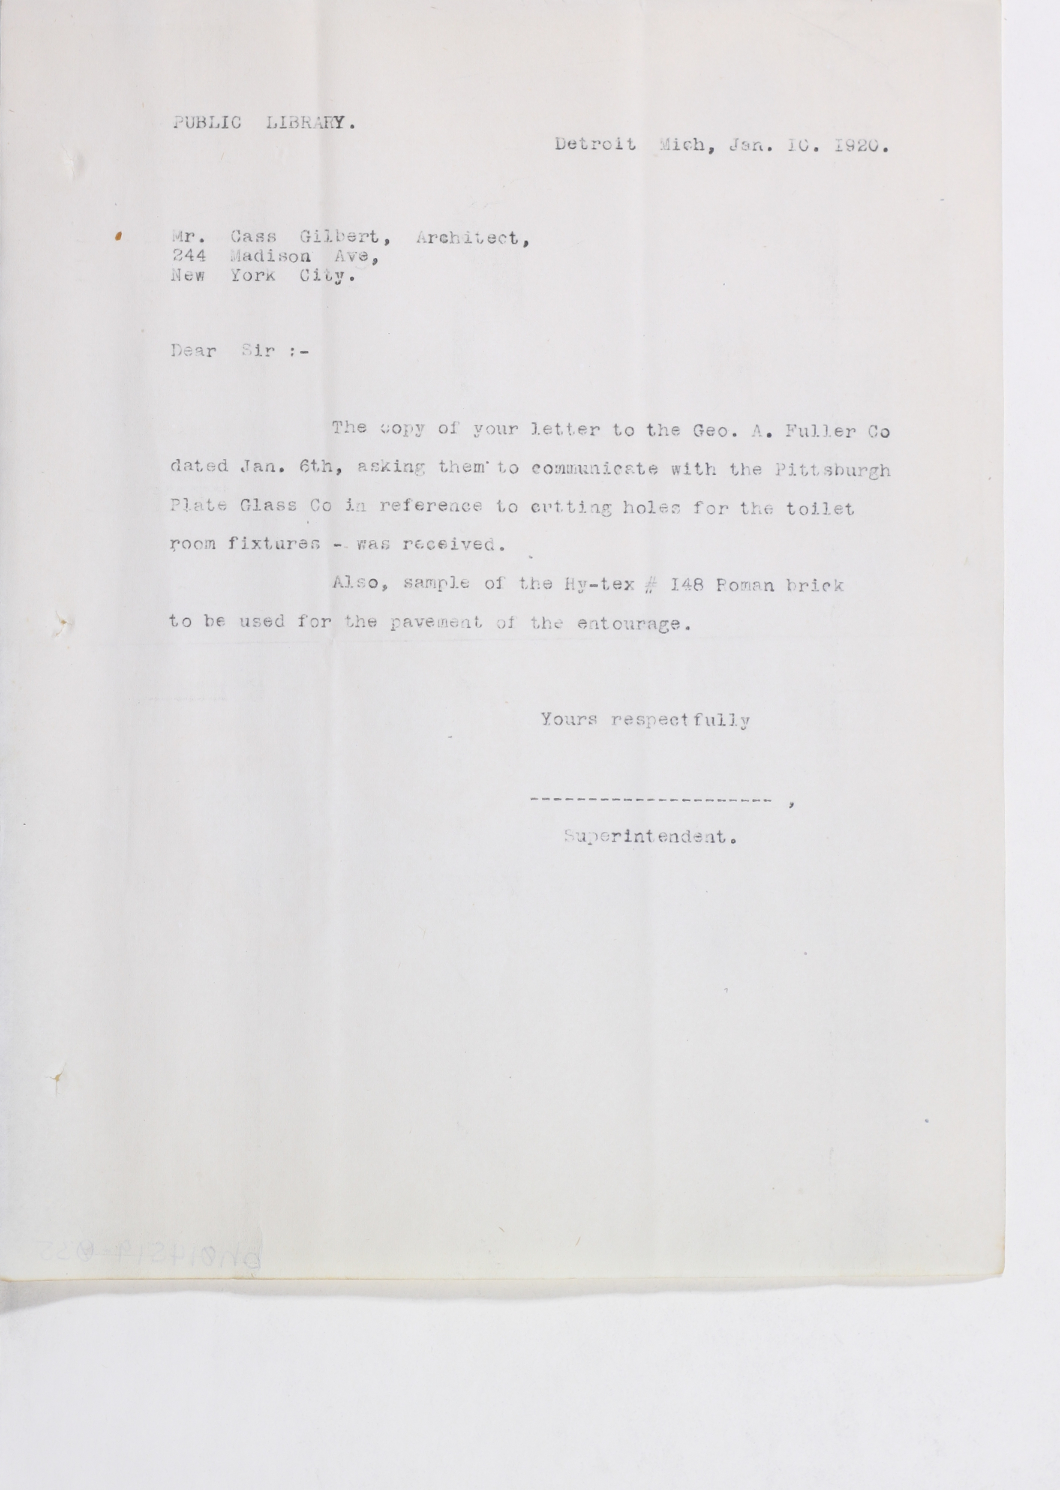 PUBLIC LIBRARY.
Detroit Mich, Jan. 10. 1920.
Mr. Cass Gilbert, Architect,
244 Madison Ave,
New York City.
Dear Sir :-
The copy of your letter to the Geo. A. Fuller Co
dated Jan. 6th, asking them to communicate with the Pittsburgh
Plate Glass Co in reference to cutting holes for the toilet
room fixtures - was received.
Also, sample of the Hy-tex # 148 Roman brick
to be used for the pavement of the entourage.
Yours respectfully
--------------------- ,
Superintendent.